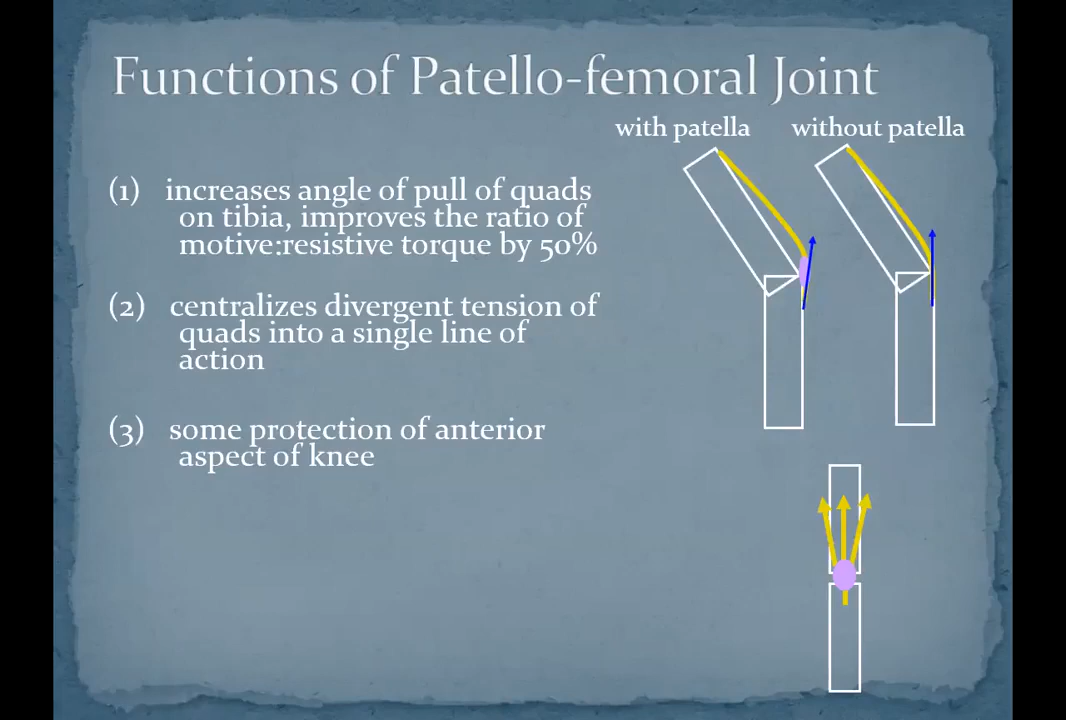 Functions of Patello-femoral Joint
with patella without patella
(1) increases angle of pull of quads
on tibia, improves the ratio of
motive:resistive torque by 50%
(2) centralizes divergent tension of
quads into a single line of
action
(3) some protection of anterior
aspect of knee